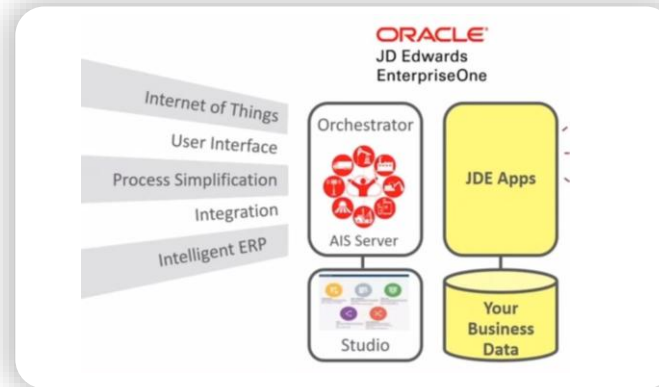 ORACLE
JD Edwards
EnterpriseOne
Internet of Things
User Interface
Process Simplification
Integration
Intelligent ERP
Orchestrator
AIS Server
Studio
JDE Apps
Your
Business
Data